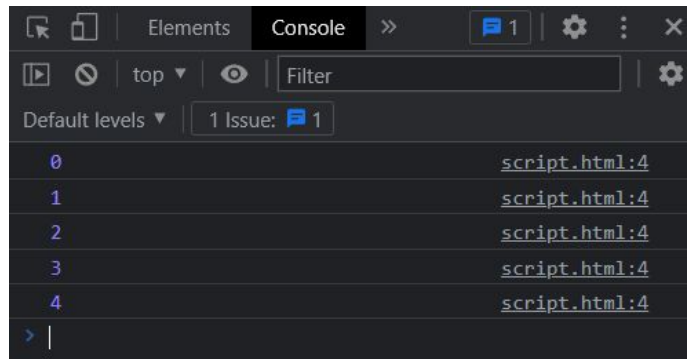 Elements Console » 1
top ▼ Filter
Default levels ▼ 1 Issue: 1
0 script.html:4
1 script.html:4
2 script.html:4
3 script.html:4
4 script.html:4
>